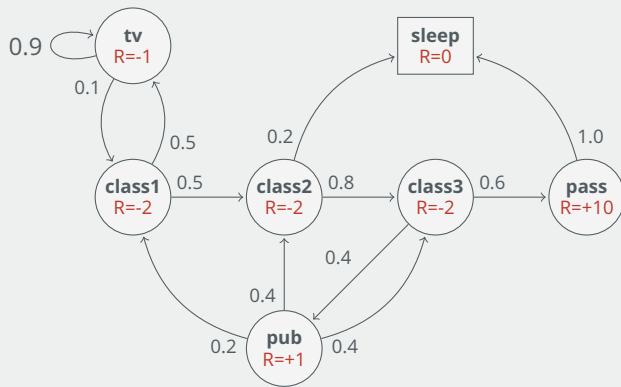 0.9
tv
R=-1
sleep
R=0
0.1
0.5
0.2
1.0
class1
R=-2
0.5
class2
R=-2
0.8
class3
R=-2
0.6
pass
R=+10
0.4
0.4
0.2
pub
R=+1
0.4